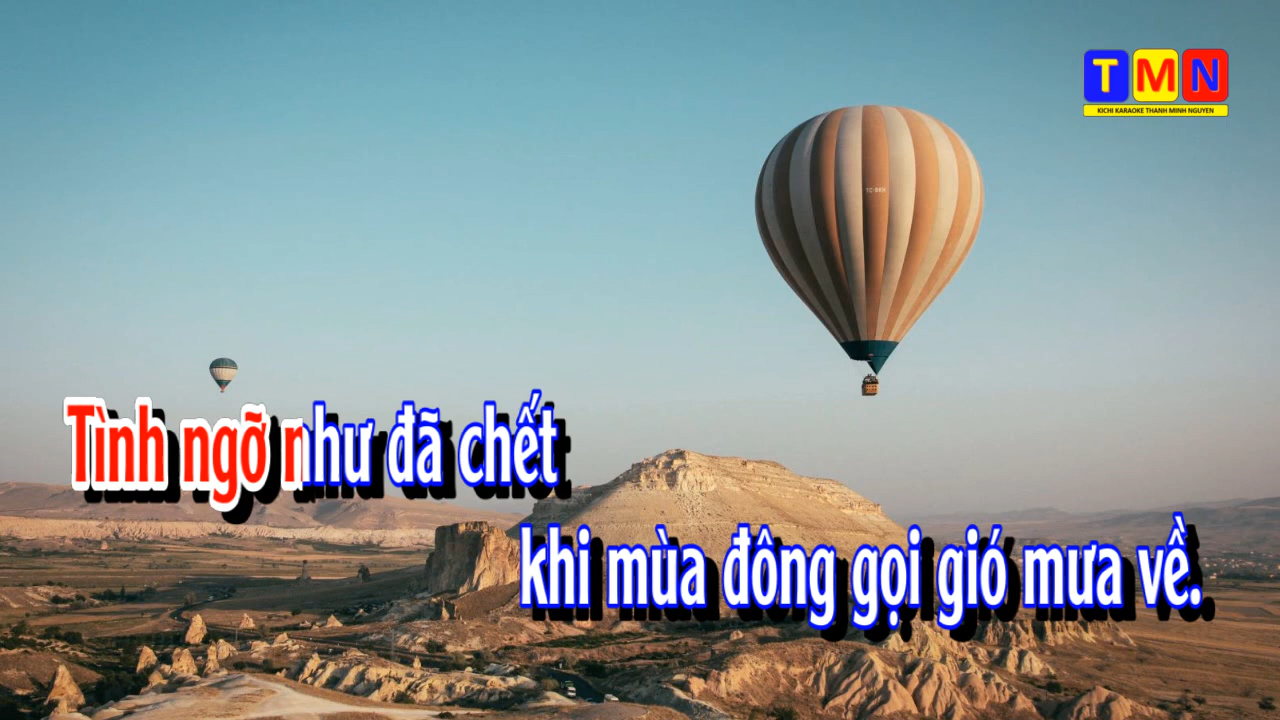 TMN
KICHI KARAOKE THANH MINH NGUYEN
Tình ngỡ như đã chết
khi mùa đông gọi gió mưa về.